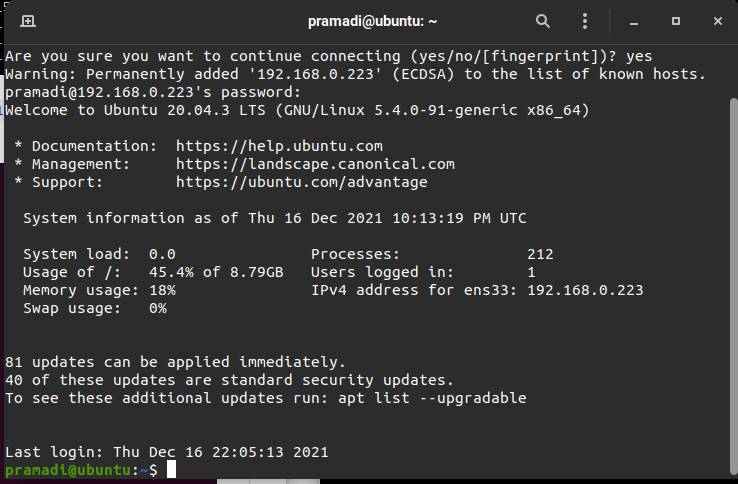 pramadi@ubuntu: ~
Are you sure you want to continue connecting (yes/no/[fingerprint])? yes
Warning: Permanently added '192.168.0.223' (ECDSA) to the list of known hosts.
pramadi@192.168.0.223's password:
Welcome to Ubuntu 20.04.3 LTS (GNU/Linux 5.4.0-91-generic x86_64)

 * Documentation:  https://help.ubuntu.com
 * Management:     https://landscape.canonical.com
 * Support:        https://ubuntu.com/advantage

  System information as of Thu 16 Dec 2021 10:13:19 PM UTC

  System load:  0.0               Processes:              212
  Usage of /:   45.4% of 8.79GB   Users logged in:        1
  Memory usage: 18%               IPv4 address for ens33: 192.168.0.223
  Swap usage:   0%

81 updates can be applied immediately.
40 of these updates are standard security updates.
To see these additional updates run: apt list --upgradable

Last login: Thu Dec 16 22:05:13 2021
pramadi@ubuntu:~$